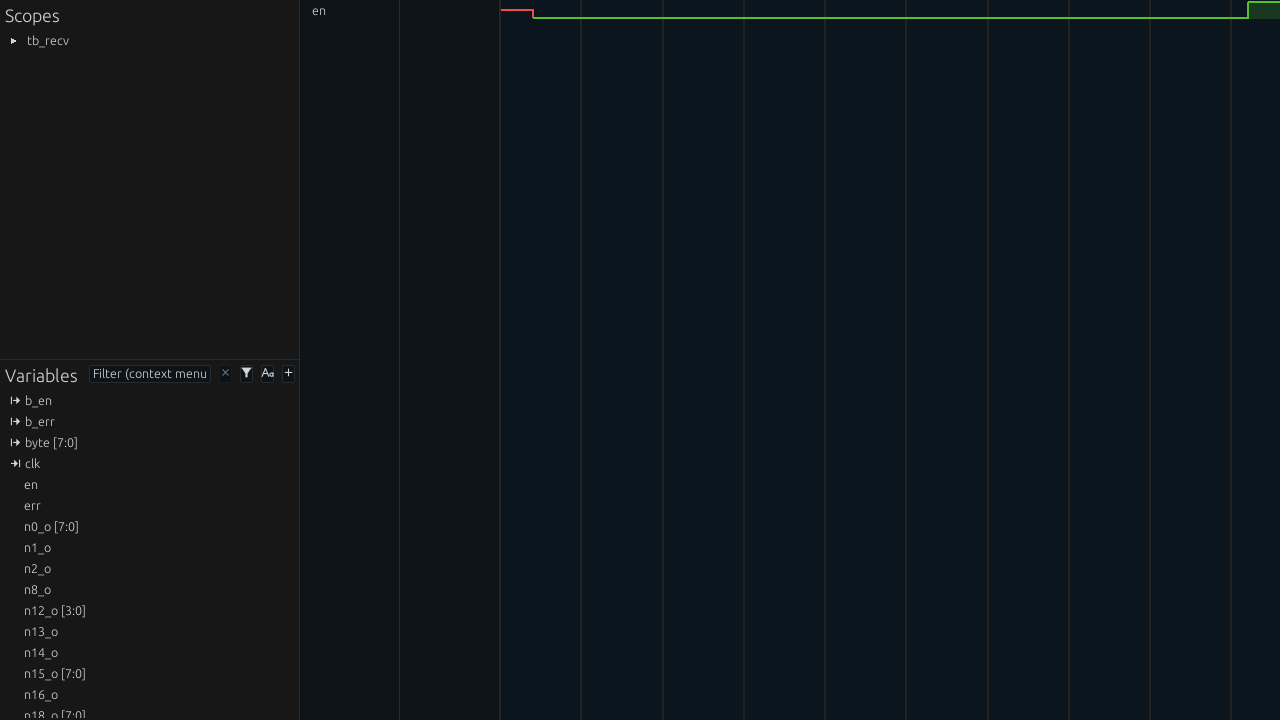 Scopes
tb_recv
en
Variables
Filter (context menu
b_en
b_err
byte [7:0]
clk
en
err
n0_o [7:0]
n1_o
n2_o
n8_o
n12_o [3:0]
n13_o
n14_o
n15_o [7:0]
n16_o
n18_o [7:0]